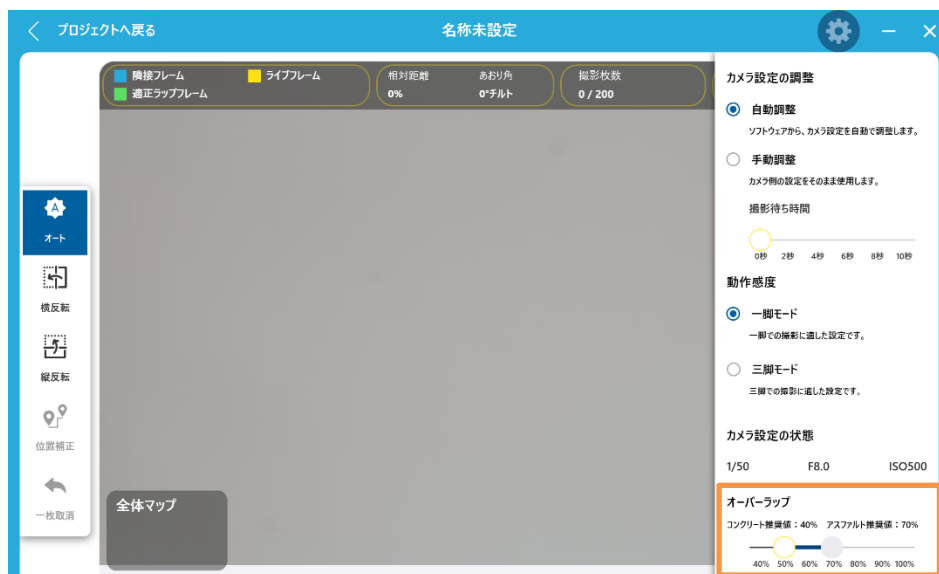 プロジェクトへ戻る
名称未設定
隣接フレーム
ライブフレーム
適正ラップフレーム
相対距離
あおり角
0%
0°チルト
撮影枚数
0 / 200
オート
横反転
縦反転
位置補正
一枚取消
全体マップ
カメラ設定の調整
自動調整
ソフトウェアから、カメラ設定を自動で調整します。
手動調整
カメラ側の設定をそのまま使用します。
撮影待ち時間
0秒 2秒 4秒 6秒 8秒 10秒
動作感度
一脚モード
一脚での撮影に適した設定です。
三脚モード
三脚での撮影に適した設定です。
カメラ設定の状態
1/50 F8.0 ISO500
オーバーラップ
コンクリート推奨値：40% アスファルト推奨値：70%
40% 50% 60% 70% 80% 90% 100%